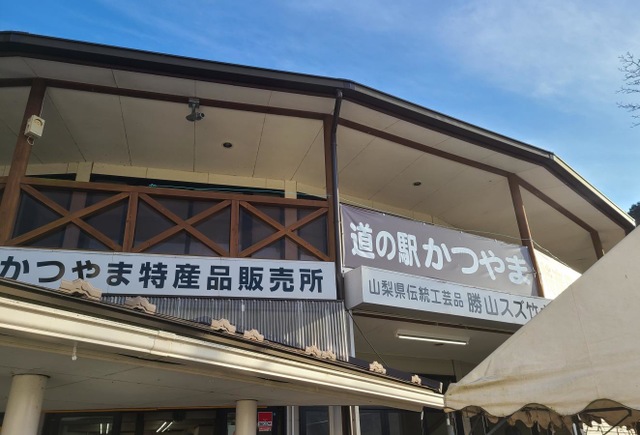 道の駅かつやま
かつやま特産品販売所
山梨県伝統工芸品 勝山スズ竹